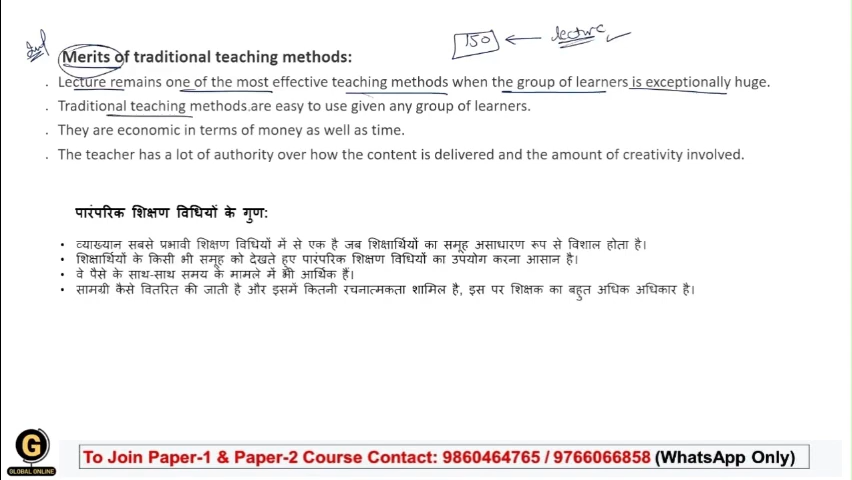 150 ← lecture
Imp
Merits of traditional teaching methods:
. Lecture remains one of the most effective teaching methods when the group of learners is exceptionally huge.
. Traditional teaching methods.are easy to use given any group of learners.
. They are economic in terms of money as well as time.
. The teacher has a lot of authority over how the content is delivered and the amount of creativity involved.
पारंपरिक शिक्षण विधियों के गुण:
• व्याख्यान सबसे प्रभावी शिक्षण विधियों में से एक है जब शिक्षार्थियों का समूह असाधारण रूप से विशाल होता है।
• शिक्षार्थियों के किसी भी समूह को देखते हुए पारंपरिक शिक्षण विधियों का उपयोग करना आसान है।
• वे पैसे के साथ-साथ समय के मामले में भी आर्थिक हैं।
• सामग्री कैसे वितरित की जाती है और इसमें कितनी रचनात्मकता शामिल है, इस पर शिक्षक का बहुत अधिक अधिकार है।
G
GLOBAL ONLINE
To Join Paper-1 & Paper-2 Course Contact: 9860464765 / 9766066858 (WhatsApp Only)